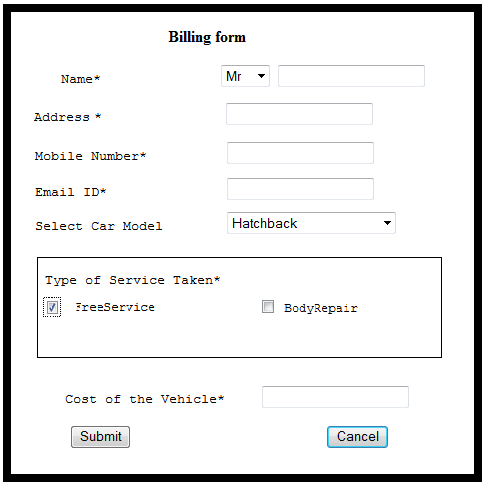 Billing form
Name* Mr
Address *
Mobile Number*
Email ID*
Select Car Model Hatchback
Type of Service Taken*
FreeService BodyRepair
Cost of the Vehicle*
Submit Cancel